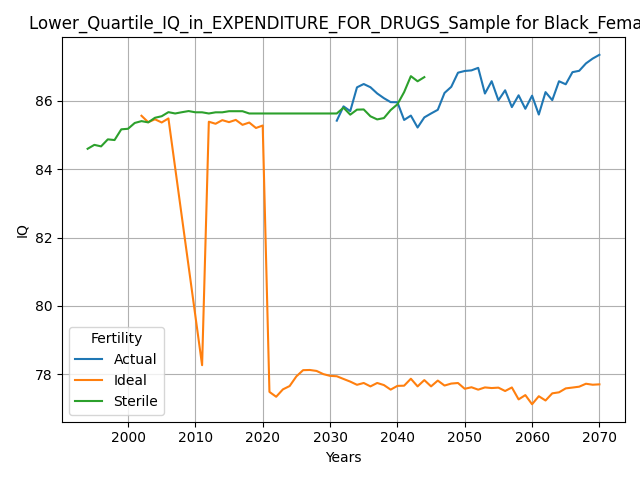 Lower_Quartile_IQ_in_EXPENDITURE_FOR_DRUGS_Sample for Black_Fema
86
84
82
80
78
IQ
Fertility
Actual
Ideal
Sterile
2000 2010 2020 2030 2040 2050 2060 2070
Years